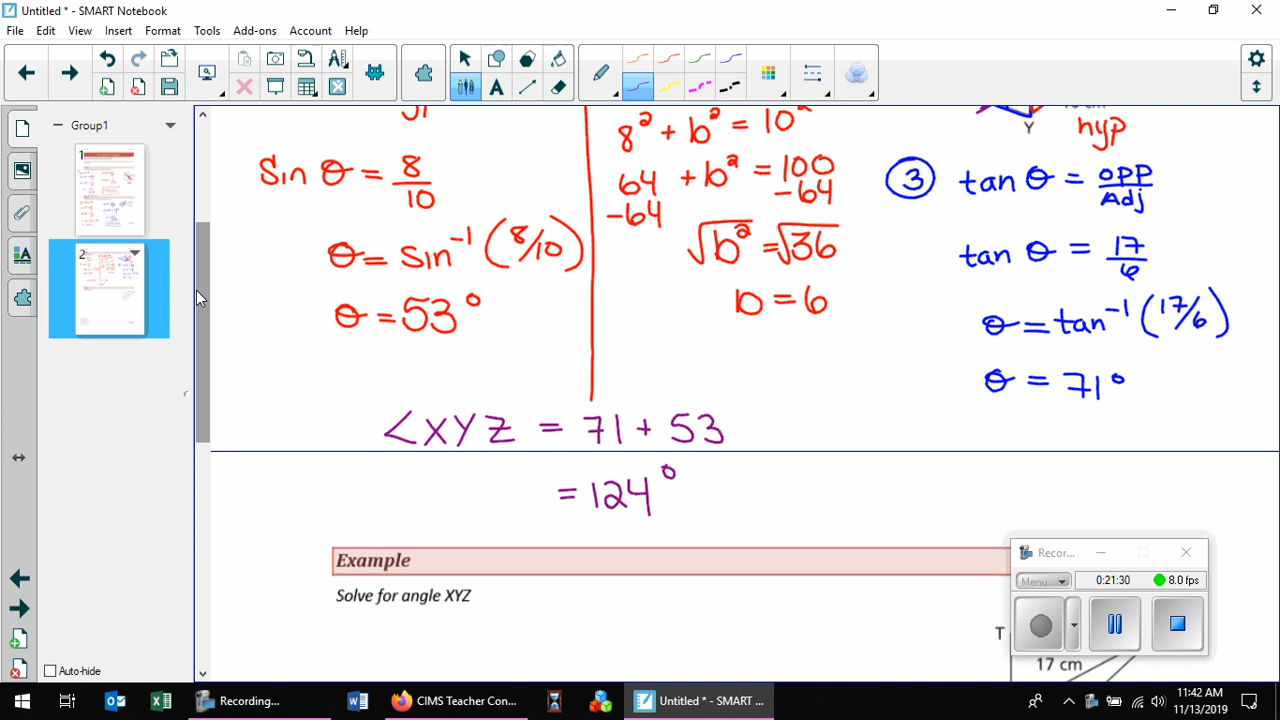 Untitled * - SMART Notebook
File Edit View Insert Format Tools Add-ons Account Help
Group1
1
2
Sin θ = 8/10
θ = sin⁻¹ (8/10)
θ = 53°
8² + b² = 10²
64 + b² = 100
-64 -64
√b² = √36
b = 6
Y
hyp
③ tan θ = opp/Adj
tan θ = 17/6
θ = tan⁻¹ (17/6)
θ = 71°
∠XYZ = 71 + 53
= 124°
Example
Solve for angle XYZ
T
17 cm
Recor...
Menu
0:21:30
8.0 fps
Auto-hide
Recording...
CIMS Teacher Con...
Untitled * - SMART ...
11:42 AM
11/13/2019